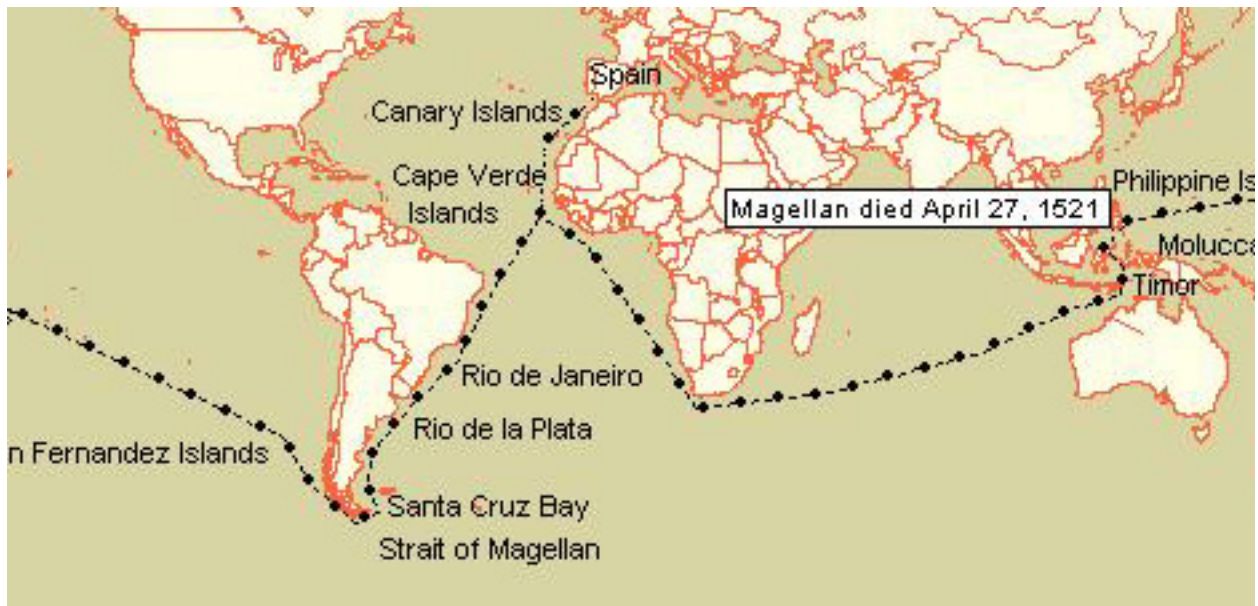 Spain
Canary Islands
Cape Verde
Islands
Philippine Is
Magellan died April 27, 1521
Molucca
Timor
Rio de Janeiro
Rio de la Plata
n Fernandez Islands
Santa Cruz Bay
Strait of Magellan